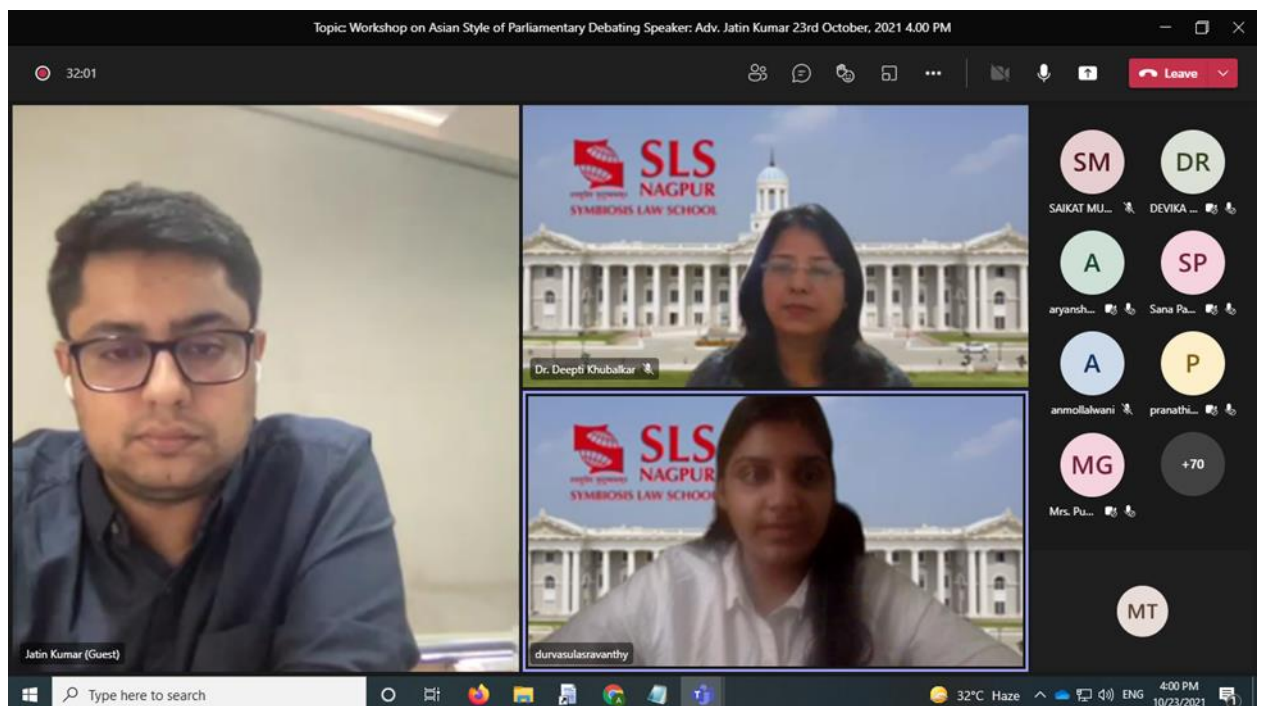 Topic: Workshop on Asian Style of Parliamentary Debating Speaker: Adv. Jatin Kumar 23rd October, 2021 4.00 PM
32:01
Leave
SLS
NAGPUR
SYMBIOSIS LAW SCHOOL
Dr. Deepti Khubalkar
SLS
NAGPUR
SYMBIOSIS LAW SCHOO
Jatin Kumar (Guest)
durvasulasravanthy
SM
DR
SAIKAT MU...
DEVIKA ...
A
SP
aryansh...
Sana Pa...
A
P
anmollalwani
pranathi...
MG
+70
Mrs. Pu...
MT
Type here to search
32°C Haze
ENG
4:00 PM
10/23/2021